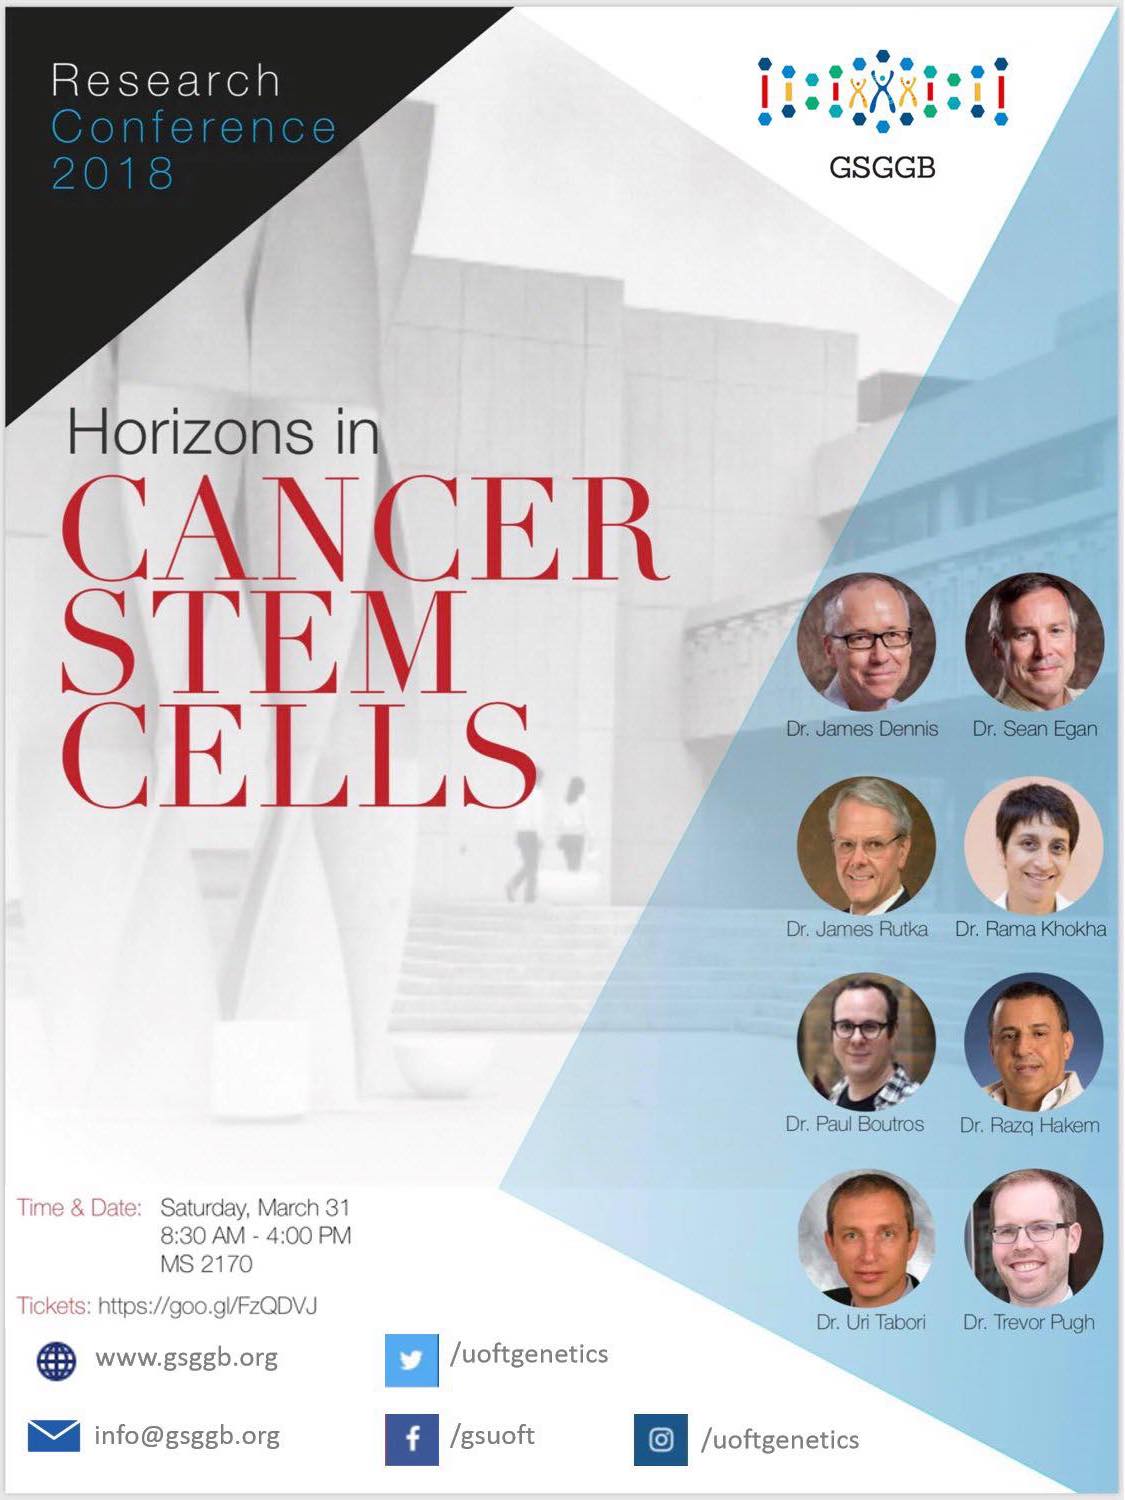 Research
Conference
2018
GSGGB
Horizons in
CANCER
STEM
CELLS
Dr. James Dennis
Dr. Sean Egan
Dr. James Rutka
Dr. Rama Khokha
Dr. Paul Boutros
Dr. Razq Hakem
Dr. Uri Tabori
Dr. Trevor Pugh
Time & Date: Saturday, March 31
8:30 AM - 4:00 PM
MS 2170
Tickets: https://goo.gl/FzQDVJ
www.gsggb.org
/uoftgenetics
info@gsggb.org
/gsuoft
/uoftgenetics